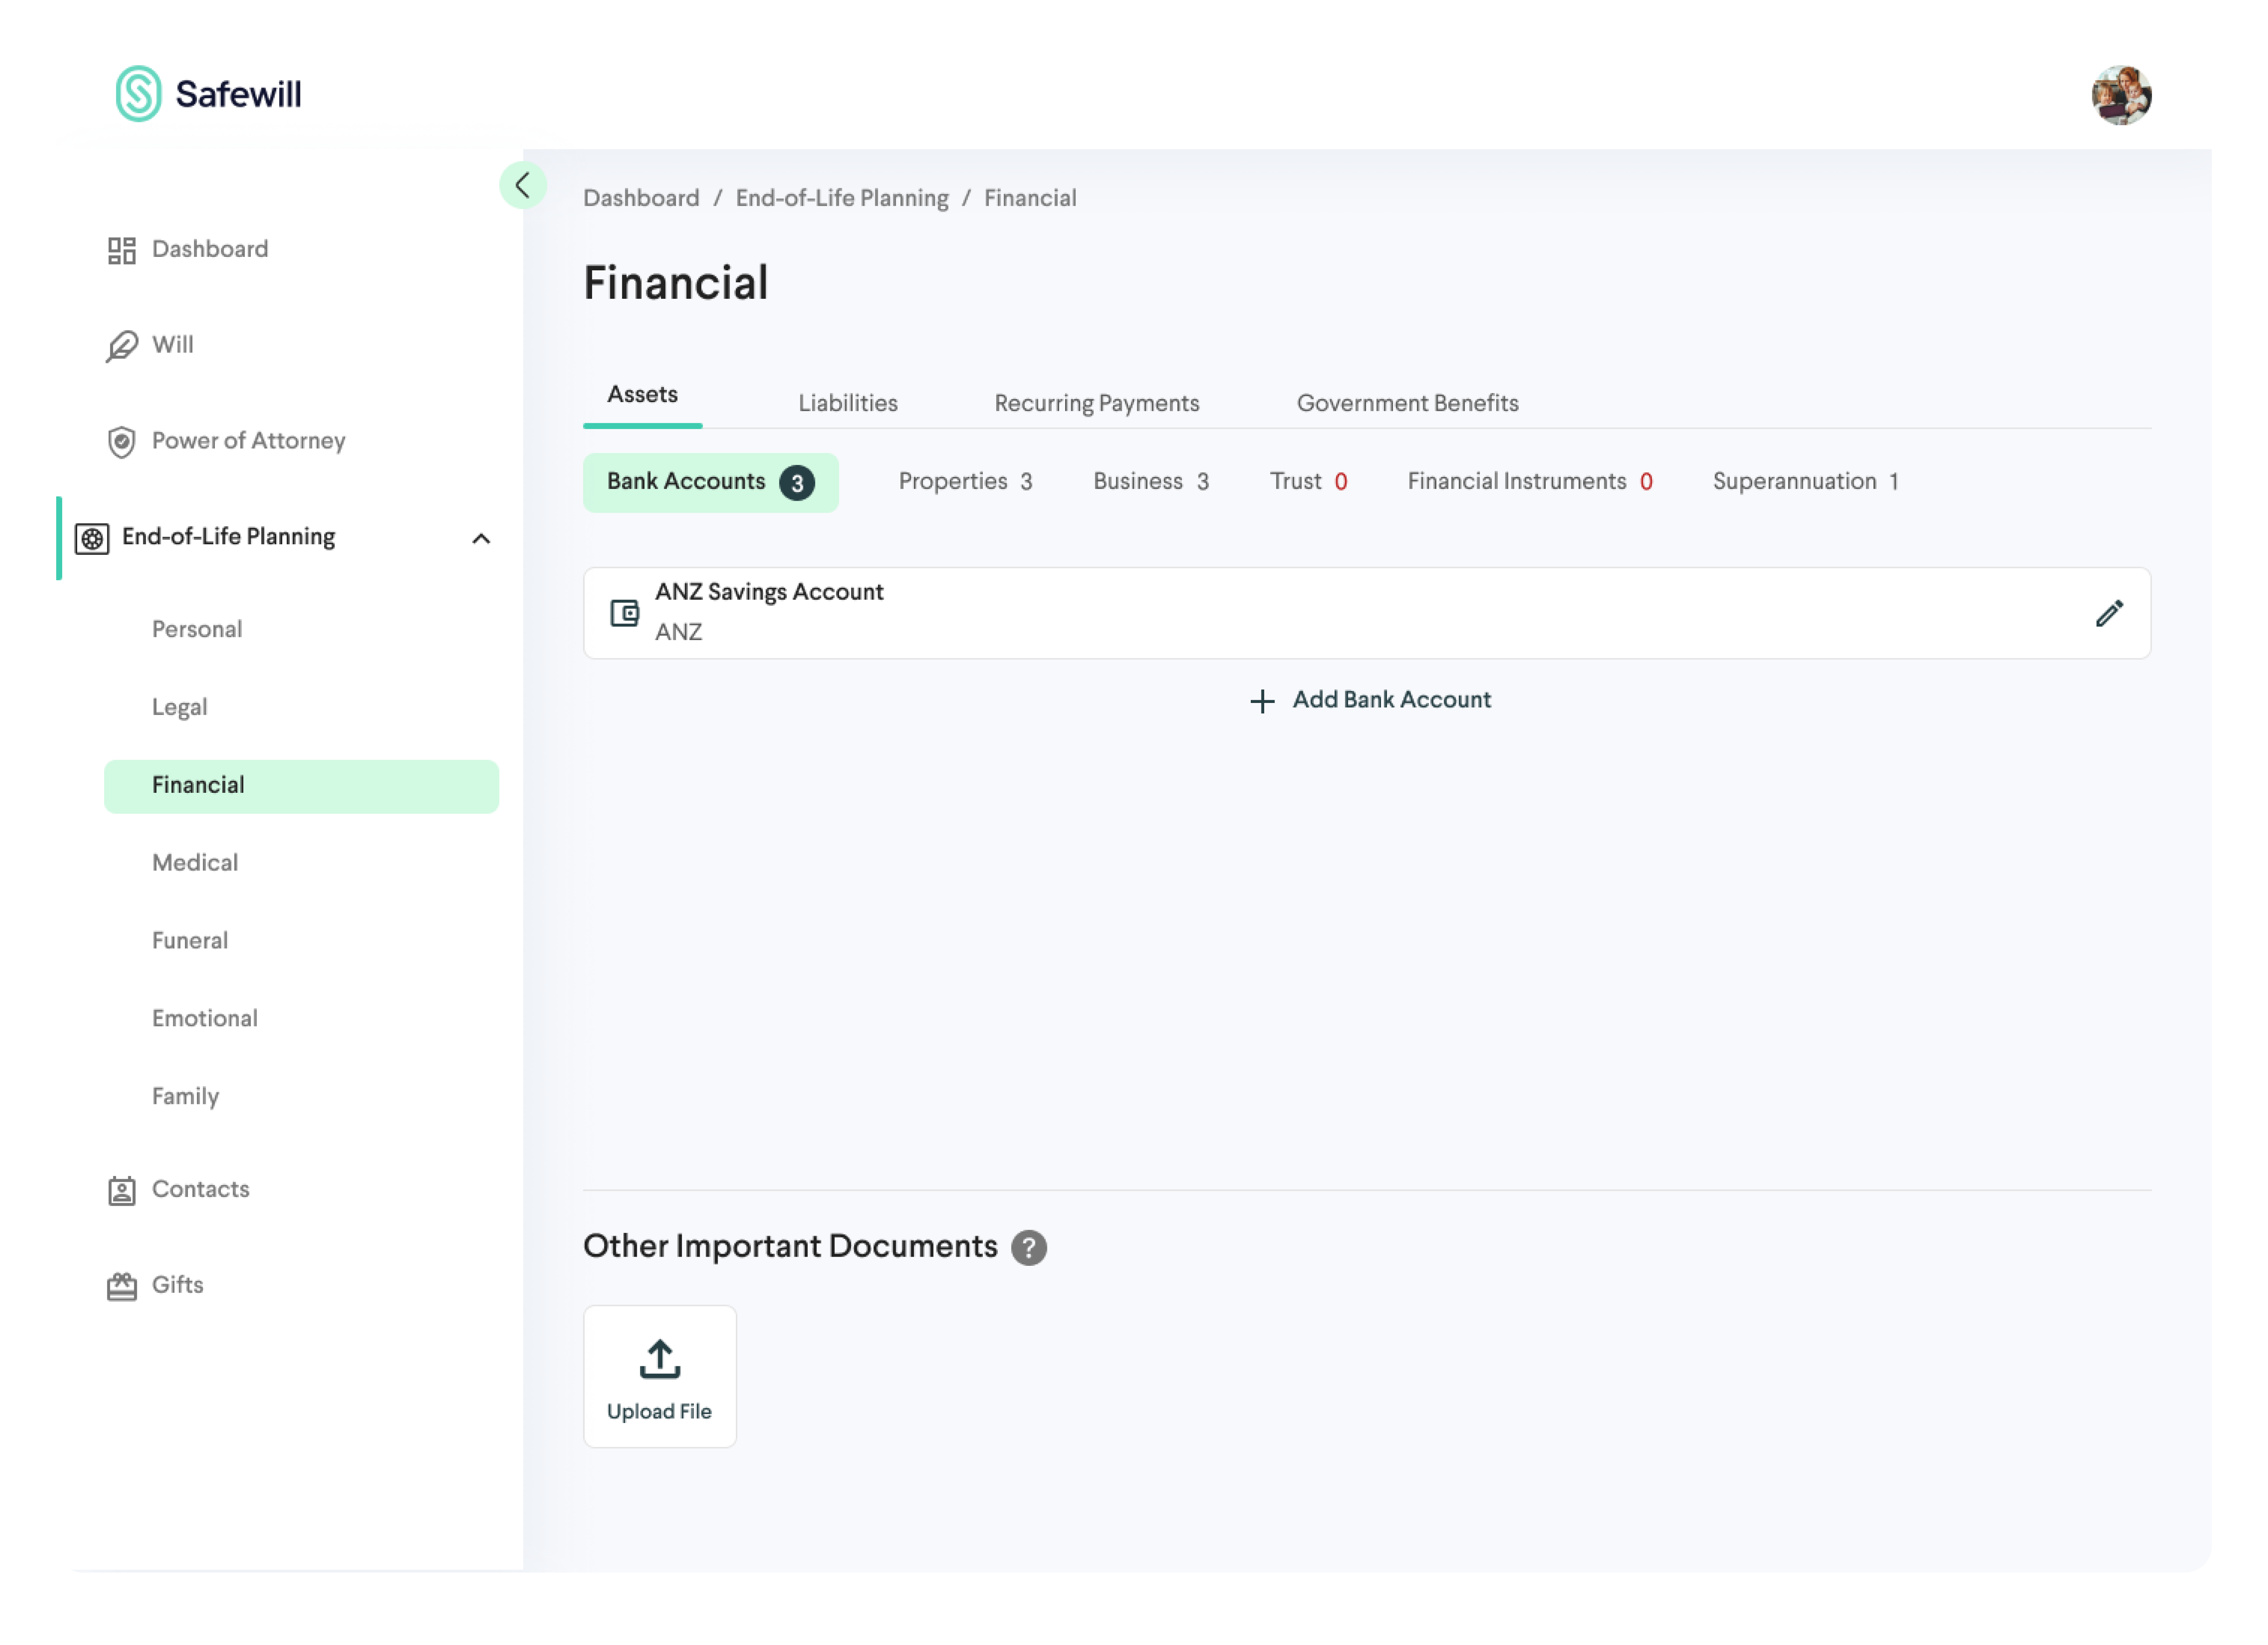 Safewill
Dashboard
Will
Power of Attorney
End-of-Life Planning
Personal
Legal
Financial
Medical
Funeral
Emotional
Family
Contacts
Gifts
Dashboard / End-of-Life Planning / Financial
Financial
Assets Liabilities Recurring Payments Government Benefits
Bank Accounts 3 Properties 3 Business 3 Trust 0 Financial Instruments 0 Superannuation 1
ANZ Savings Account
ANZ
+ Add Bank Account
Other Important Documents ?
Upload File